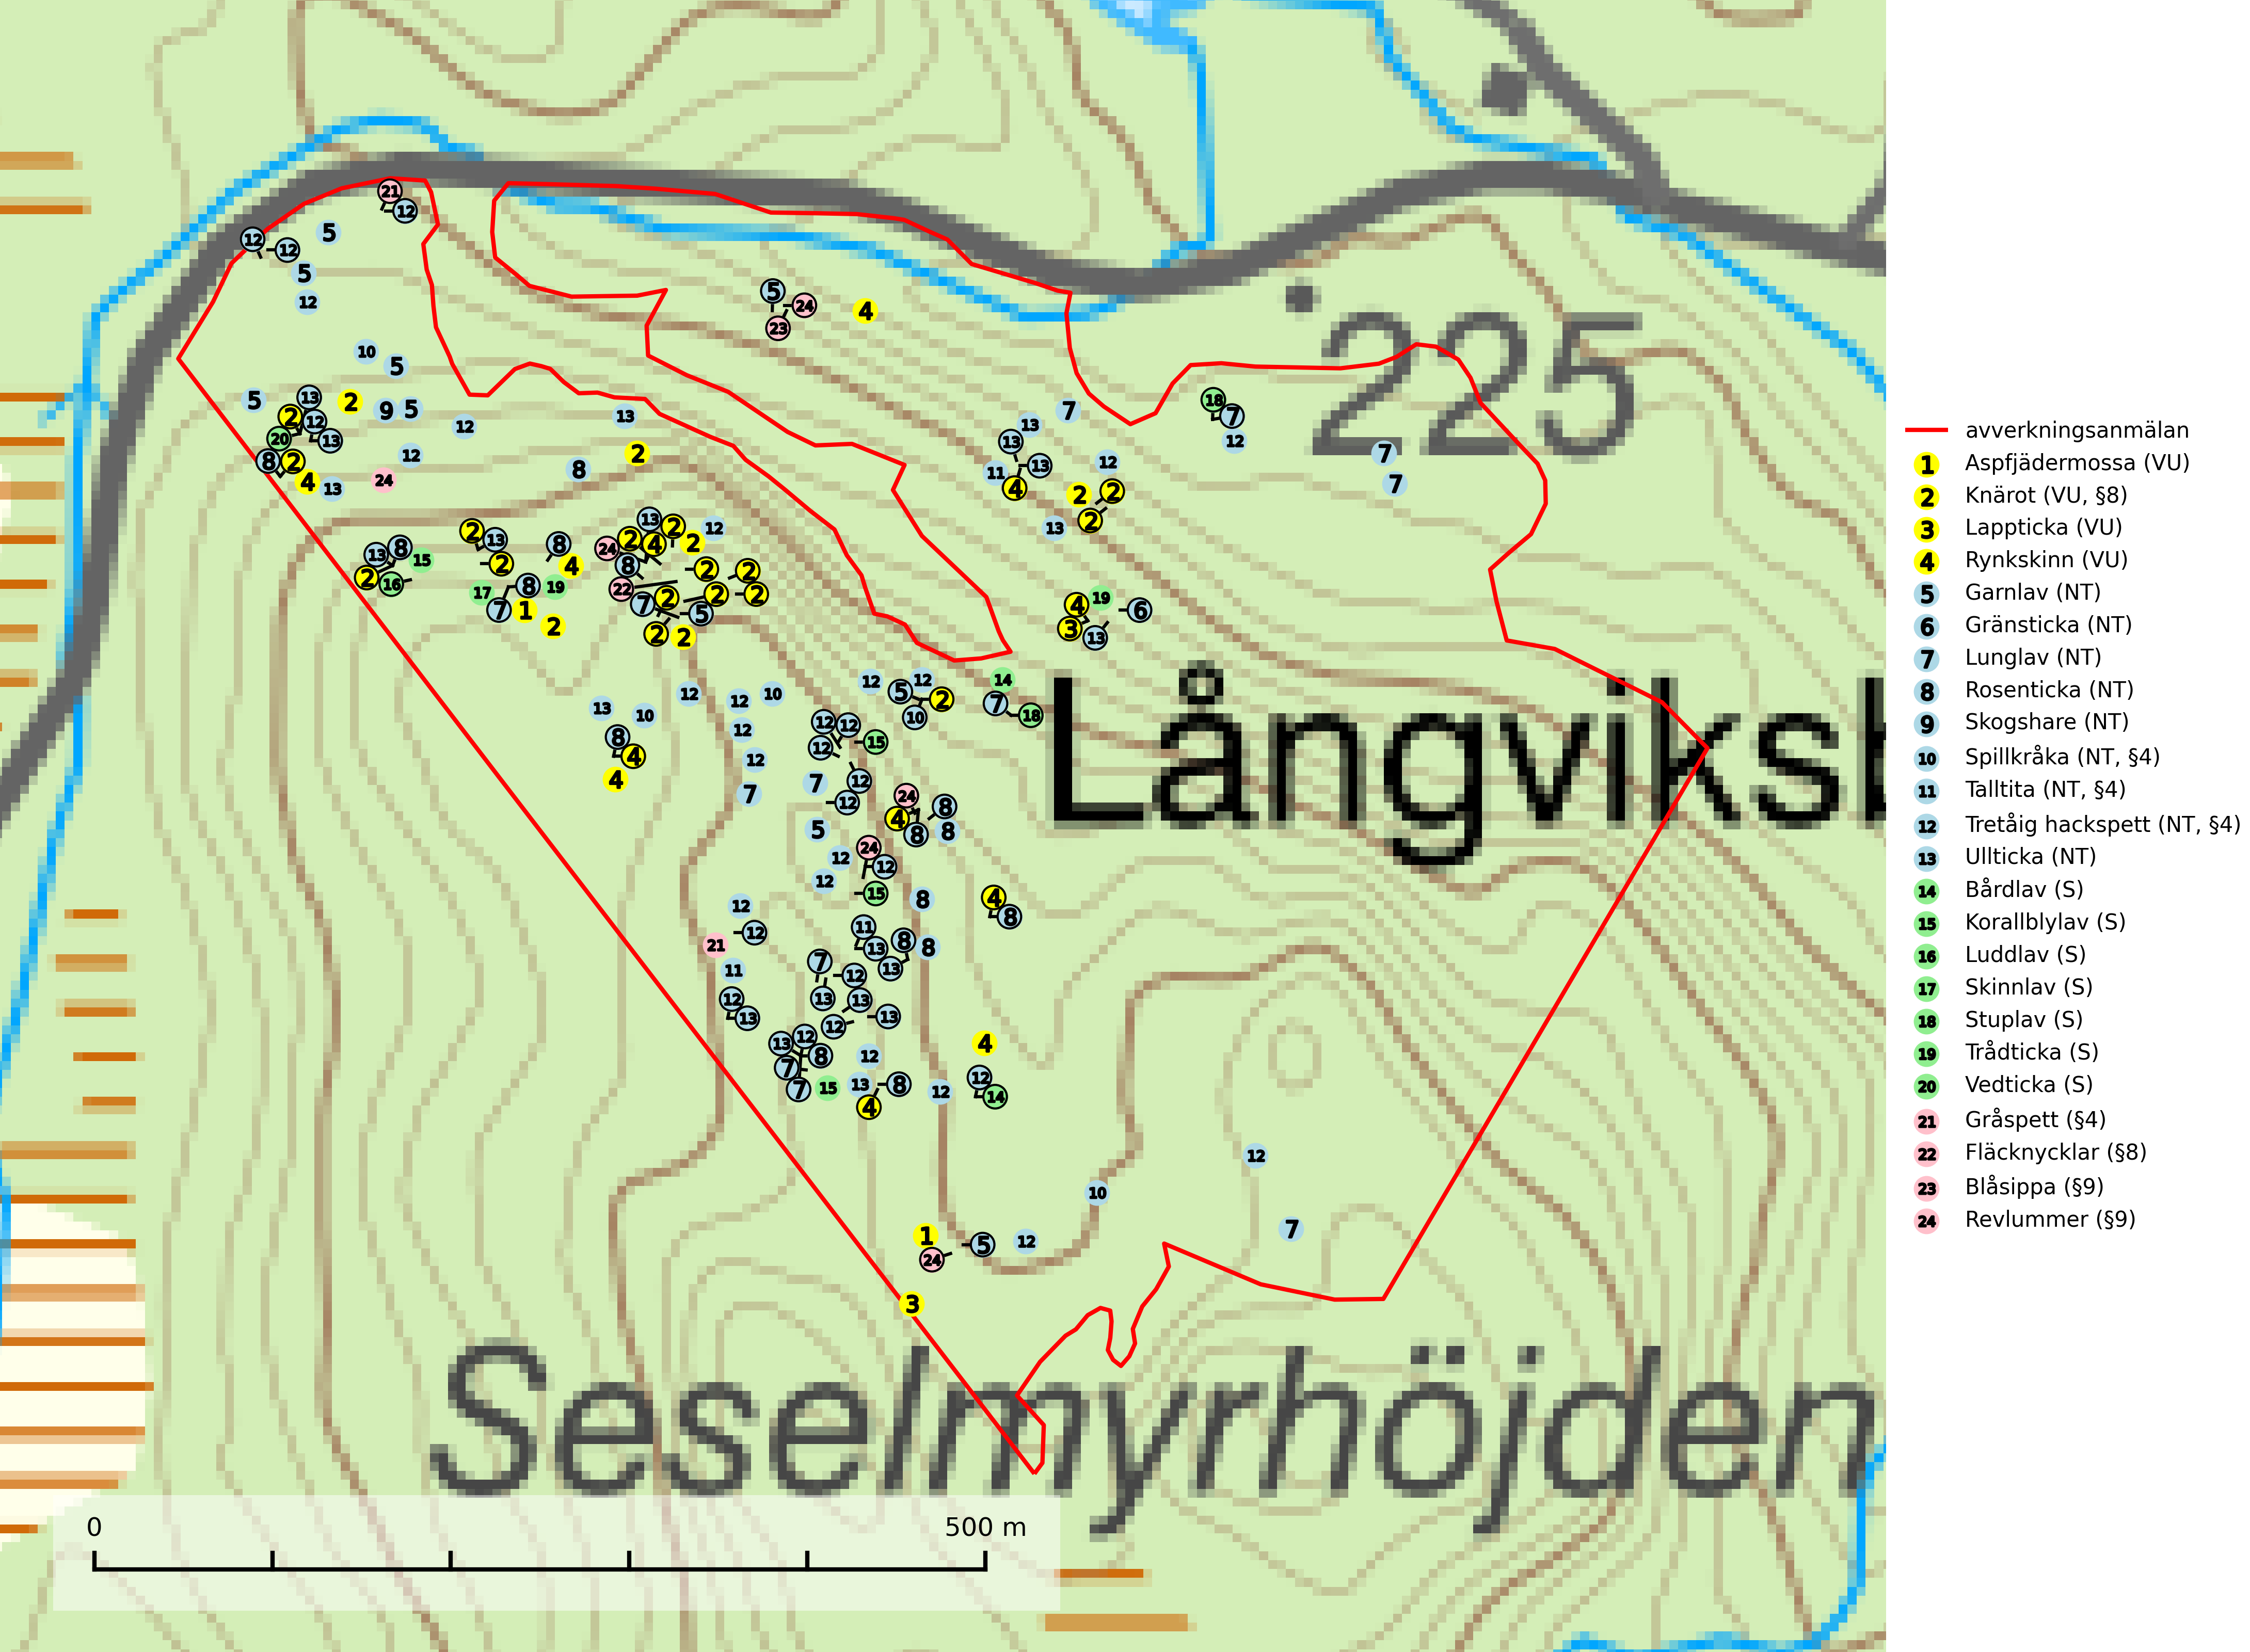 225
Långviksb
Seselmyrhöjden
0 500 m
avverkningsanmälan
1 Aspfjädermossa (VU)
2 Knärot (VU, §8)
3 Lappticka (VU)
4 Rynkskinn (VU)
5 Garnlav (NT)
6 Gränsticka (NT)
7 Lunglav (NT)
8 Rosenticka (NT)
9 Skogshare (NT)
10 Spillkråka (NT, §4)
11 Talltita (NT, §4)
12 Tretåig hackspett (NT, §4)
13 Ullticka (NT)
14 Bårdlav (S)
15 Korallblylav (S)
16 Luddlav (S)
17 Skinnlav (S)
18 Stuplav (S)
19 Trådticka (S)
20 Vedticka (S)
21 Gråspett (§4)
22 Fläcknycklar (§8)
23 Blåsippa (§9)
24 Revlummer (§9)